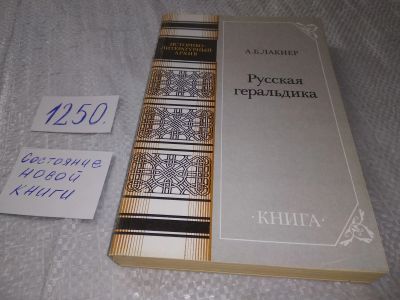 1250.
Состояние
новой
книги
ИСТОРИКО-
ЛИТЕРАТУРНЫЙ
АРХИВ
А.Б.ЛАКИЕР
Русская
геральдика
·КНИГА·